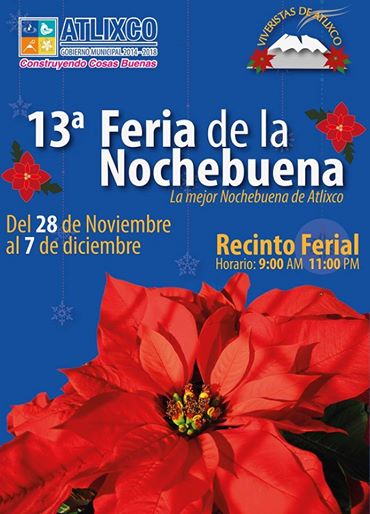 ATLIXCO
GOBIERNO MUNICIPAL 2014 - 2018
Construyendo Cosas Buenas
VIVERISTAS DE ATLIXCO
13ª Feria de la
Nochebuena
La mejor Nochebuena de Atlixco
Del 28 de Noviembre
al 7 de diciembre
Recinto Ferial
Horario: 9:00 AM 11:00 PM